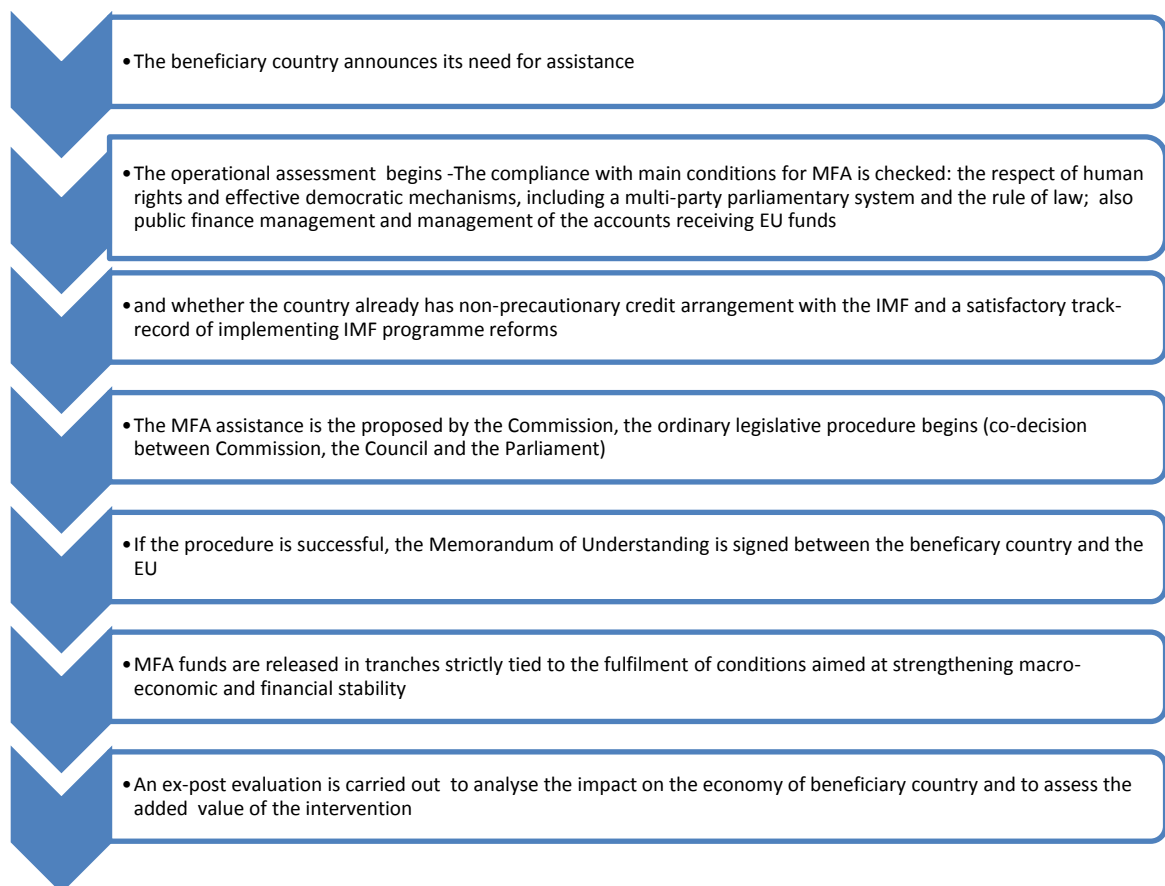 •The beneficiary country announces its need for assistance
•The operational assessment begins -The compliance with main conditions for MFA is checked: the respect of human
rights and effective democratic mechanisms, including a multi-party parliamentary system and the rule of law; also
public finance management and management of the accounts receiving EU funds
•and whether the country already has non-precautionary credit arrangement with the IMF and a satisfactory track-
record of implementing IMF programme reforms
•The MFA assistance is the proposed by the Commission, the ordinary legislative procedure begins (co-decision
between Commission, the Council and the Parliament)
•If the procedure is successful, the Memorandum of Understanding is signed between the beneficary country and the
EU
•MFA funds are released in tranches strictly tied to the fulfilment of conditions aimed at strengthening macro-
economic and financial stability
•An ex-post evaluation is carried out to analyse the impact on the economy of beneficiary country and to assess the
added value of the intervention